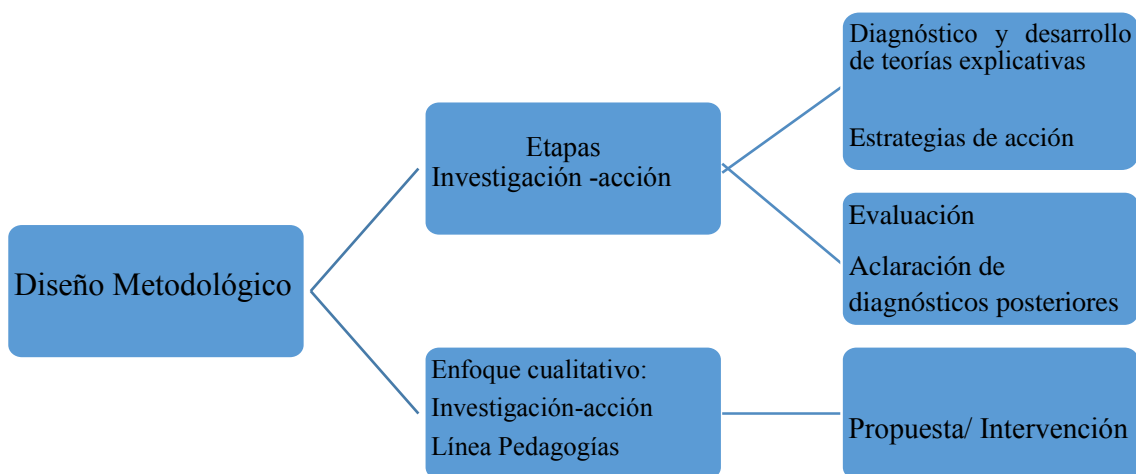 Diseño Metodológico
Etapas
Investigación -acción
Diagnóstico y desarrollo
de teorías explicativas
Estrategias de acción
Evaluación
Aclaración de
diagnósticos posteriores
Enfoque cualitativo:
Investigación-acción
Línea Pedagogías
Propuesta/ Intervención